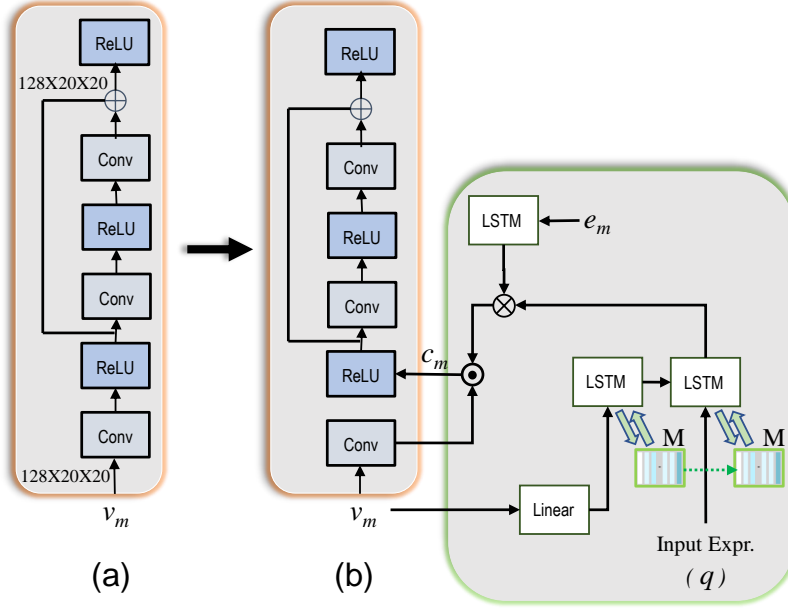 ReLU
128X20X20
Conv
ReLU
Conv
ReLU
Conv
128X20X20
v_m
(a)
ReLU
Conv
ReLU
Conv
ReLU
Conv
v_m
(b)
LSTM
e_m
c_m
LSTM
LSTM
M
M
Linear
Input Expr.
(q)